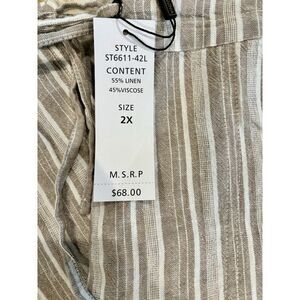 STYLE
ST6611-42L
CONTENT
55% LINEN
45%VISCOSE
SIZE
2X
M.S.R.P
$68.00